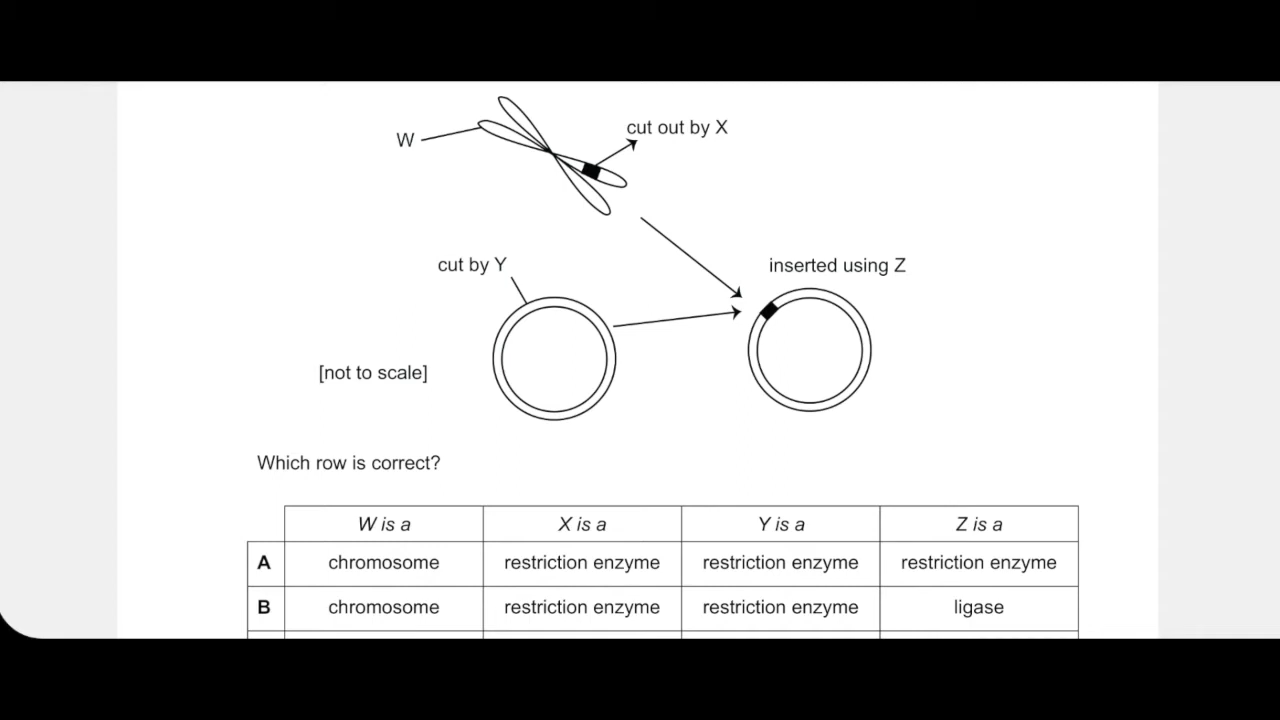 W
cut out by X
cut by Y
inserted using Z
[not to scale]
Which row is correct?
W is a X is a Y is a Z is a
A chromosome restriction enzyme restriction enzyme restriction enzyme
B chromosome restriction enzyme restriction enzyme ligase